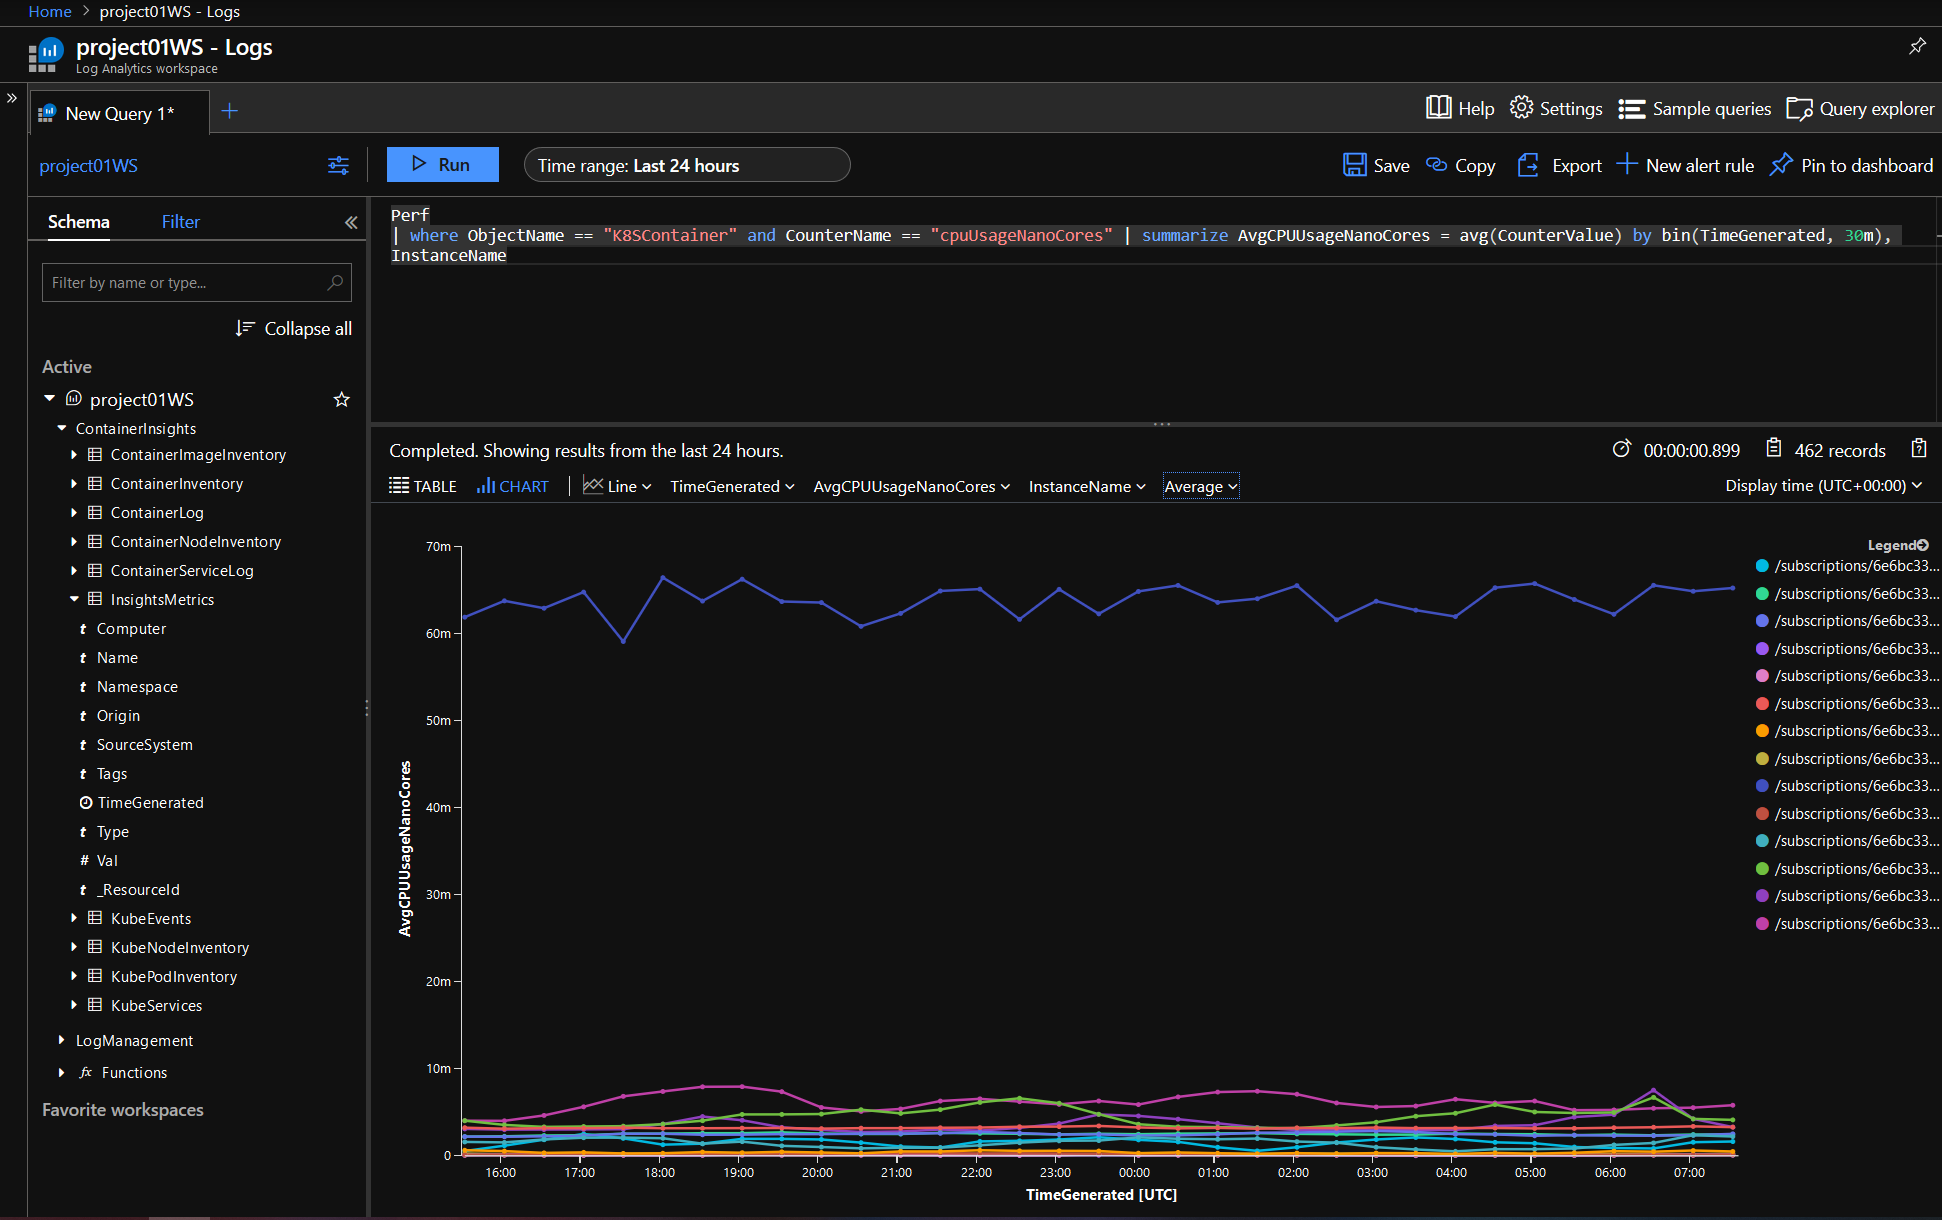 Home > project01WS - Logs
project01WS - Logs
Log Analytics workspace
New Query 1*
Help
Settings
Sample queries
Query explorer
project01WS
Run
Time range: Last 24 hours
Save
Copy
Export
New alert rule
Pin to dashboard
Schema
Filter
Filter by name or type...
Collapse all
Active
project01WS
ContainerInsights
ContainerImageInventory
ContainerInventory
ContainerLog
ContainerNodeInventory
ContainerServiceLog
InsightsMetrics
t Computer
t Name
t Namespace
t Origin
t SourceSystem
t Tags
TimeGenerated
t Type
# Val
t _ResourceId
KubeEvents
KubeNodeInventory
KubePodInventory
KubeServices
LogManagement
fx Functions
Favorite workspaces
Perf
| where ObjectName == "K8SContainer" and CounterName == "cpuUsageNanoCores" | summarize AvgCPUUsageNanoCores = avg(CounterValue) by bin(TimeGenerated, 30m),
InstanceName
Completed. Showing results from the last 24 hours.
00:00:00.899
462 records
TABLE
CHART
Line
TimeGenerated
AvgCPUUsageNanoCores
InstanceName
Average
Display time (UTC+00:00)
70m
60m
50m
40m
30m
20m
10m
0
AvgCPUUsageNanoCores
16:00
17:00
18:00
19:00
20:00
21:00
22:00
23:00
00:00
01:00
02:00
03:00
04:00
05:00
06:00
07:00
TimeGenerated [UTC]
Legend
/subscriptions/6e6bc33...
/subscriptions/6e6bc33...
/subscriptions/6e6bc33...
/subscriptions/6e6bc33...
/subscriptions/6e6bc33...
/subscriptions/6e6bc33...
/subscriptions/6e6bc33...
/subscriptions/6e6bc33...
/subscriptions/6e6bc33...
/subscriptions/6e6bc33...
/subscriptions/6e6bc33...
/subscriptions/6e6bc33...
/subscriptions/6e6bc33...
/subscriptions/6e6bc33...